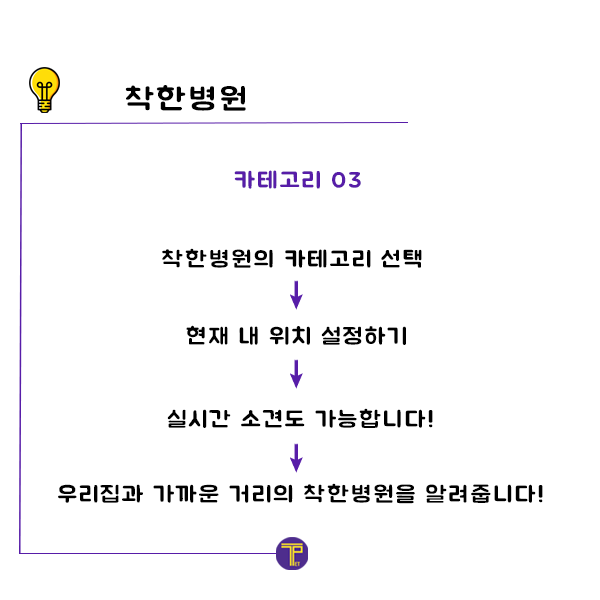 착한병원
카테고리 03
착한병원의 카테고리 선택
현재 내 위치 설정하기
실시간 소견도 가능합니다!
우리집과 가까운 거리의 착한병원을 알려줍니다!
TP
ET